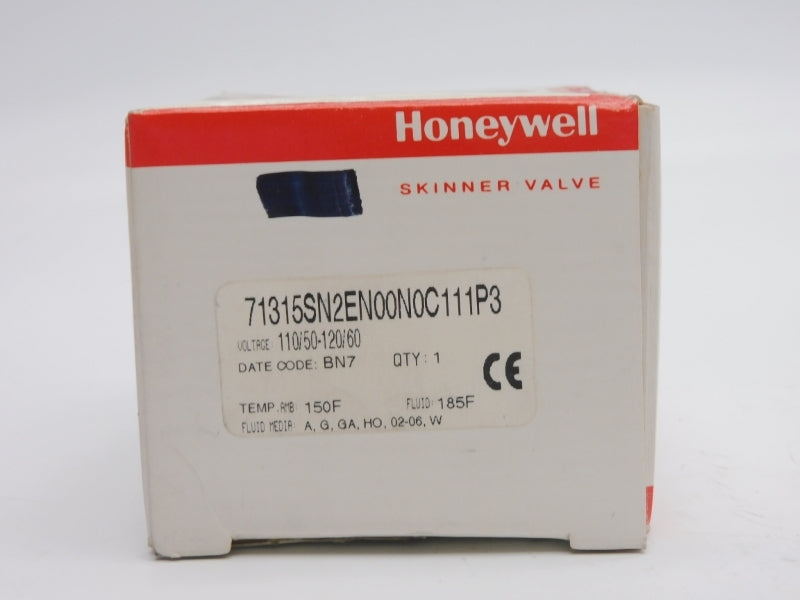 Honeywell
SKINNER VALVE
71315SN2EN00N0C111P3
VOLTAGE: 110/50-120/60
DATE CODE: BN7 QTY: 1
CE
TEMP.AMB: 150F FLUID: 185F
FLUID MEDIA: A, G, GA, HO, 02-06, W